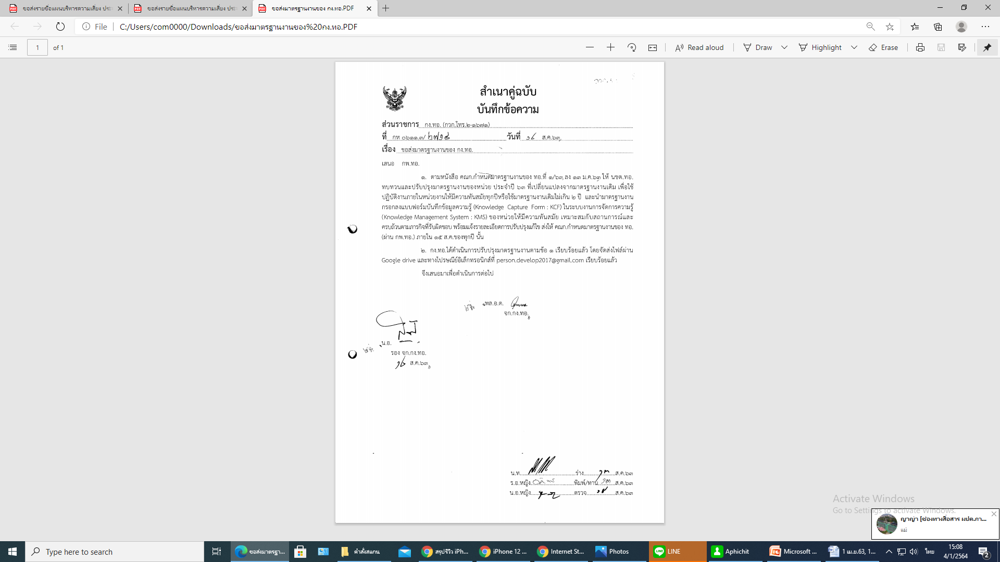 ขอส่งรายชื่อแผนบริหารความเสี่ยง ประ
ขอส่งรายชื่อแผนบริหารความเสี่ยง ประ
ขอส่งมาตรฐานงานของ กง.ทอ.PDF
File
C:/Users/com0000/Downloads/ขอส่งมาตรฐานงานของ%20กง.ทอ.PDF
1 of 1
Read aloud
Draw
Highlight
Erase
สำเนาคู่ฉบับ
บันทึกข้อความ
ส่วนราชการ กง.ทอ. (กวก.โทร.๒-๑๖๗๑)
ที่ กห ๐๖๑๑.๓/ ๒๗๑๔ วันที่ ๑๖ ส.ค.๖๓
เรื่อง ขอส่งมาตรฐานงานของ กง.ทอ.
เสนอ กพ.ทอ.
๑. ตามหนังสือ คณก.กำหนดมาตรฐานงานของ ทอ.ที่ ๑/๖๓ ลง ๑๓ ม.ค.๖๓ ให้ นขต.ทอ.
ทบทวนและปรับปรุงมาตรฐานงานของหน่วย ประจำปี ๖๓ ที่เปลี่ยนแปลงจากมาตรฐานงานเดิม เพื่อใช้
ปฏิบัติงานภายในหน่วยงานให้มีความทันสมัยทุกปีหรือใช้มาตรฐานงานเดิมไม่เกิน ๒ ปี และนำมาตรฐานงาน
กรอกลงแบบฟอร์มบันทึกข้อมูลความรู้ (Knowledge Capture Form : KCF) ในระบบงานการจัดการความรู้
(Knowledge Management System : KMS) ของหน่วยให้มีความทันสมัย เหมาะสมกับสถานการณ์และ
ครบถ้วนตามภารกิจที่รับผิดชอบ พร้อมแจ้งรายละเอียดการปรับปรุงแก้ไข ส่งให้ คณก.กำหนดมาตรฐานงานของ ทอ.
(ผ่าน กพ.ทอ.) ภายใน ๑๕ ส.ค.ของทุกปี นั้น
๒. กง.ทอ.ได้ดำเนินการปรับปรุงมาตรฐานงานตามข้อ ๑ เรียบร้อยแล้ว โดยจัดส่งไฟล์ผ่าน
Google drive และทางไปรษณีย์อิเล็กทรอนิกส์ที่ person.develop2017@gmail.com เรียบร้อยแล้ว
จึงเสนอมาเพื่อดำเนินการต่อไป
พล.อ.ต.
จก.กง.ทอ.
น.อ.
รอง จก.กง.ทอ.
๑๖ ส.ค.๖๓
น.ท. ร่าง ๑๓ ส.ค.๖๓
ร.อ.หญิง พิมพ์/ทาน ๑๓ ส.ค.๖๓
น.อ.หญิง ตรวจ ส.ค.๖๓
Activate Windows
Go to Settings to activate Windows.
ญาญ่า [ช่องทางสื่อสาร ผปค.กา...
แม่
Type here to search
ขอส่งมาตรฐา...
คำสั่งสแกน
สรุปรีวิว iPh...
iPhone 12 ...
Internet St...
Photos
LINE
Aphichit
Microsoft ...
1 เม.ย.63, 1...
ไทย
15:08
4/1/2564
2